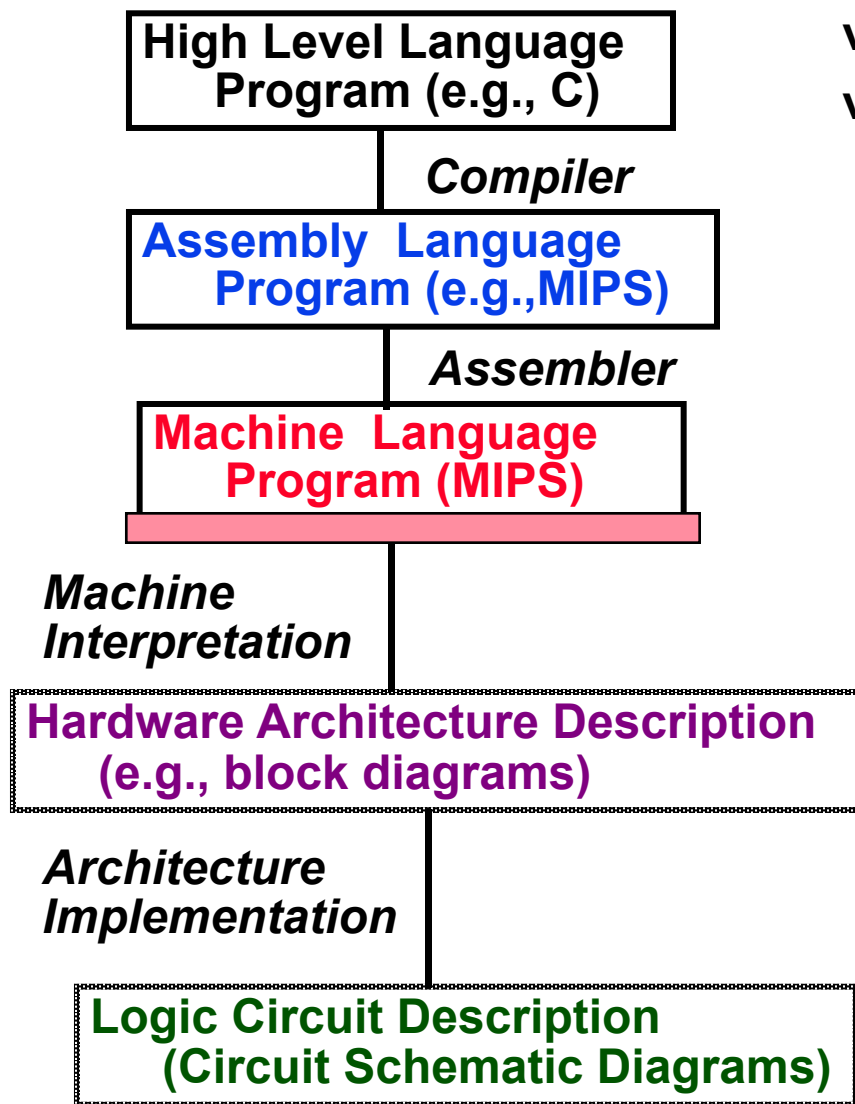 High Level Language
Program (e.g., C)
Compiler
Assembly Language
Program (e.g.,MIPS)
Assembler
Machine Language
Program (MIPS)
Machine
Interpretation
Hardware Architecture Description
(e.g., block diagrams)
Architecture
Implementation
Logic Circuit Description
(Circuit Schematic Diagrams)